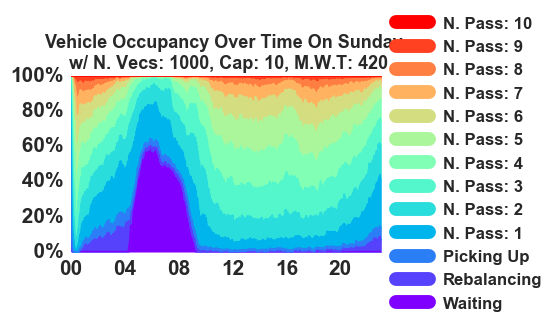 Vehicle Occupancy Over Time On Sunday
w/ N. Vecs: 1000, Cap: 10, M.W.T: 420
100%
80%
60%
40%
20%
0%
00 04 08 12 16 20
N. Pass: 10
N. Pass: 9
N. Pass: 8
N. Pass: 7
N. Pass: 6
N. Pass: 5
N. Pass: 4
N. Pass: 3
N. Pass: 2
N. Pass: 1
Picking Up
Rebalancing
Waiting